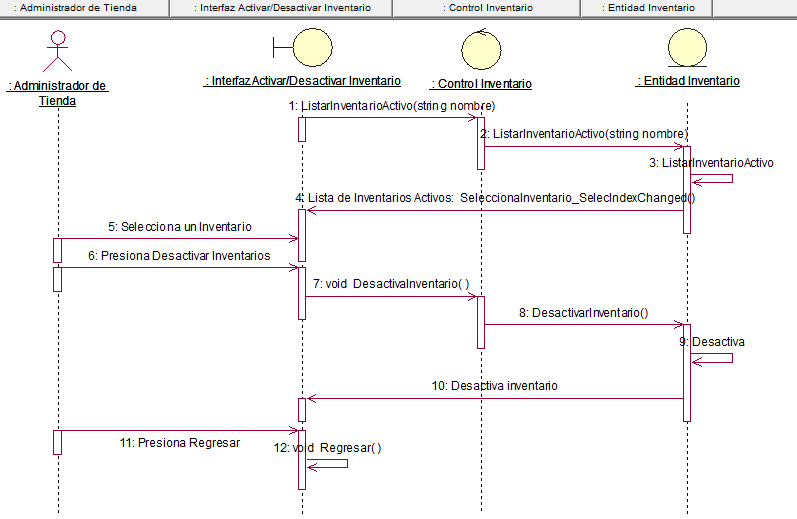 : Administrador de Tienda
: Interfaz Activar/Desactivar Inventario
: Control Inventario
: Entidad Inventario
: Administrador de
Tienda
: Interfaz Activar/Desactivar Inventario
: Control Inventario
: Entidad Inventario
1: ListarInventarioActivo(string nombre)
2: ListarInventarioActivo(string nombre)
3: ListarInventarioActivo
4: Lista de Inventarios Activos: SeleccionaInventario_SelecIndexChanged()
5: Selecciona un Inventario
6: Presiona Desactivar Inventarios
7: void DesactivaInventario( )
8: DesactivarInventario()
9: Desactiva
10: Desactiva inventario
11: Presiona Regresar
12: void Regresar( )